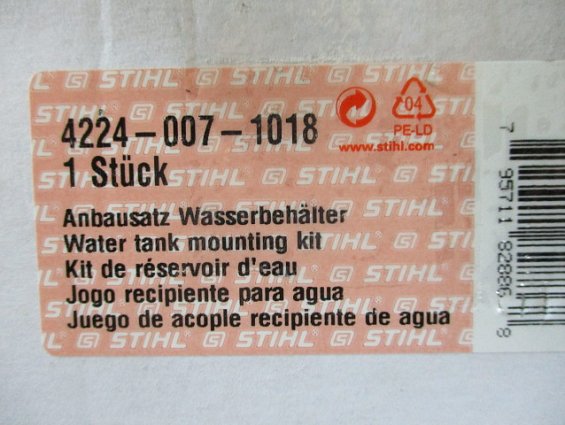 4224-007-1018
1 Stück
Anbausatz Wasserbehälter
Water tank mounting kit
Kit de réservoir d'eau
Jogo recipiente para agua
Juego de acople recipiente de agua
04
PE-LD
www.stihl.com
STIHL
7 95711 82886 8